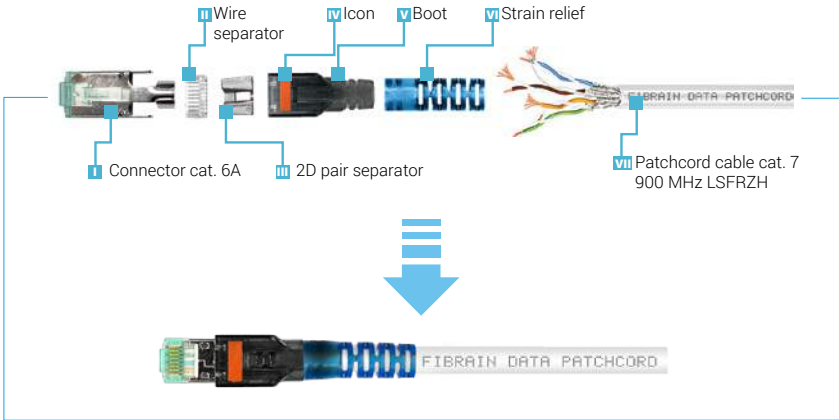 II Wire
separator
IV Icon
V Boot
VI Strain relief
FIBRAIN DATA PATCHCORD
I Connector cat. 6A
III 2D pair separator
VII Patchcord cable cat. 7
900 MHz LSFRZH
FIBRAIN DATA PATCHCORD